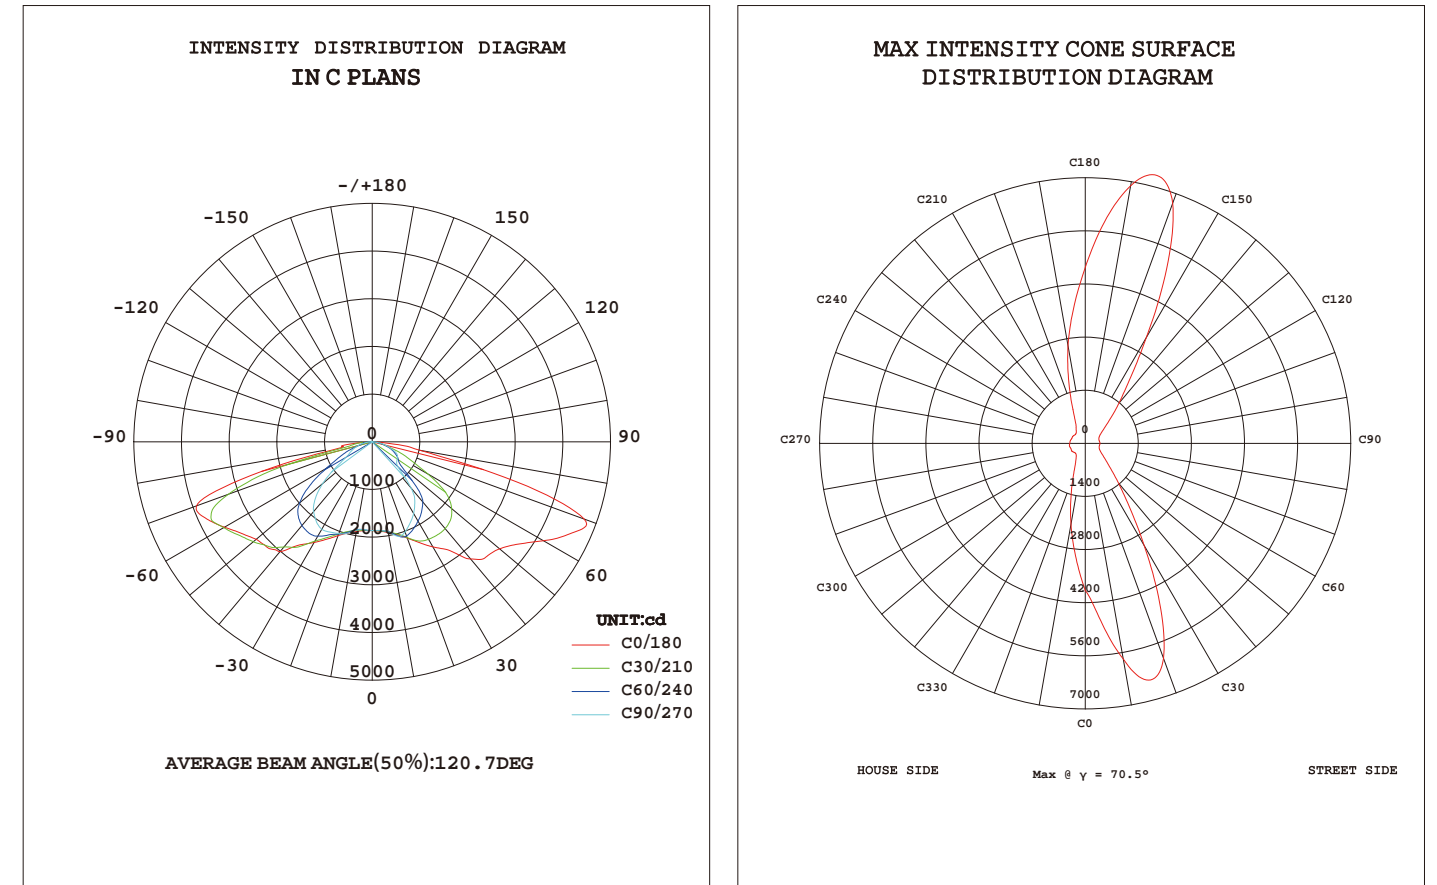 INTENSITY DISTRIBUTION DIAGRAM
IN C PLANS
-/+180
-150
150
-120
120
-90
0
90
1000
2000
3000
-60
60
4000
-30
30
5000
0
UNIT:cd
C0/180
C30/210
C60/240
C90/270
AVERAGE BEAM ANGLE(50%):120.7DEG
MAX INTENSITY CONE SURFACE
DISTRIBUTION DIAGRAM
C180
C210
C150
C240
C120
C270
0
C90
1400
2800
C300
4200
C60
5600
C330
7000
C30
C0
HOUSE SIDE
Max @ γ = 70.5°
STREET SIDE